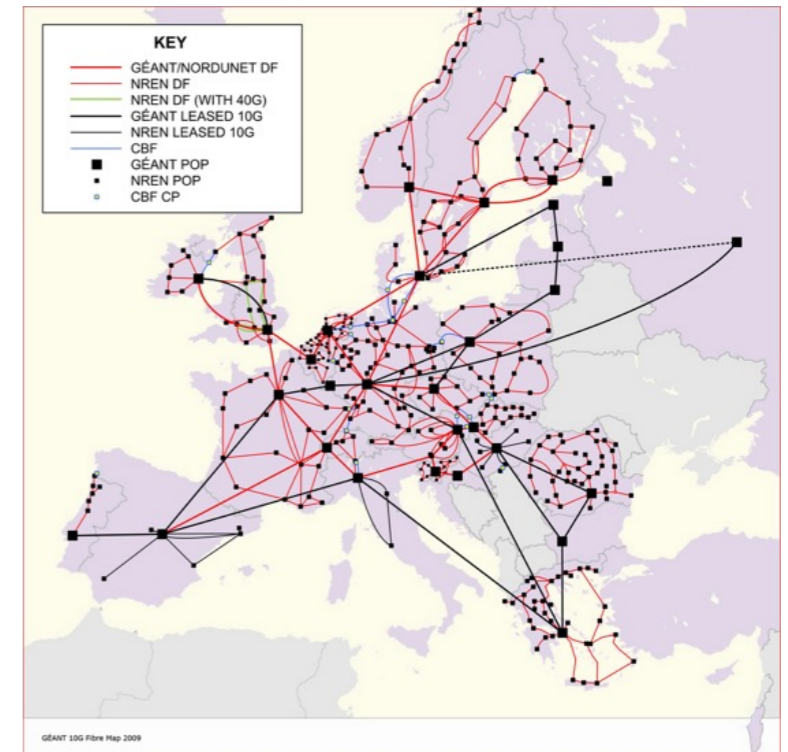 KEY
GÉANT/NORDUNET DF
NREN DF
NREN DF (WITH 40G)
GÉANT LEASED 10G
NREN LEASED 10G
CBF
GÉANT POP
NREN POP
CBF CP
GÉANT 10G Fibre Map 2009